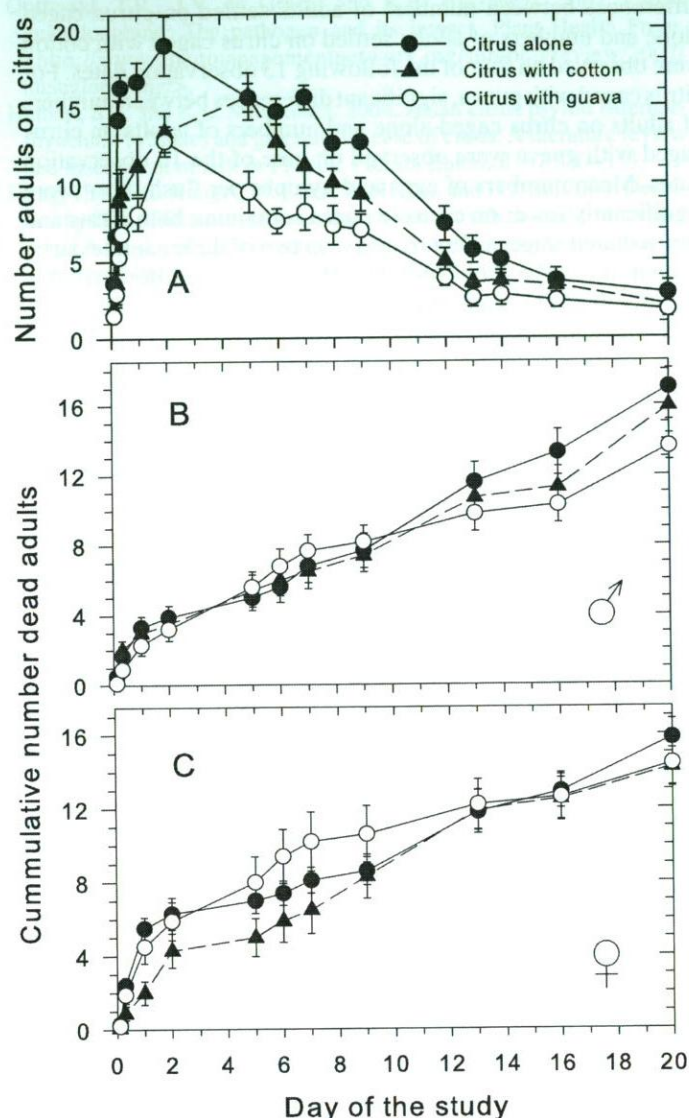 Number adults on citrus
20
15
10
5
0
Citrus alone
Citrus with cotton
Citrus with guava
A
Cummulative number dead adults
16
12
8
4
0
B
16
12
8
4
0
C
0 2 4 6 8 10 12 14 16 18 20
Day of the study